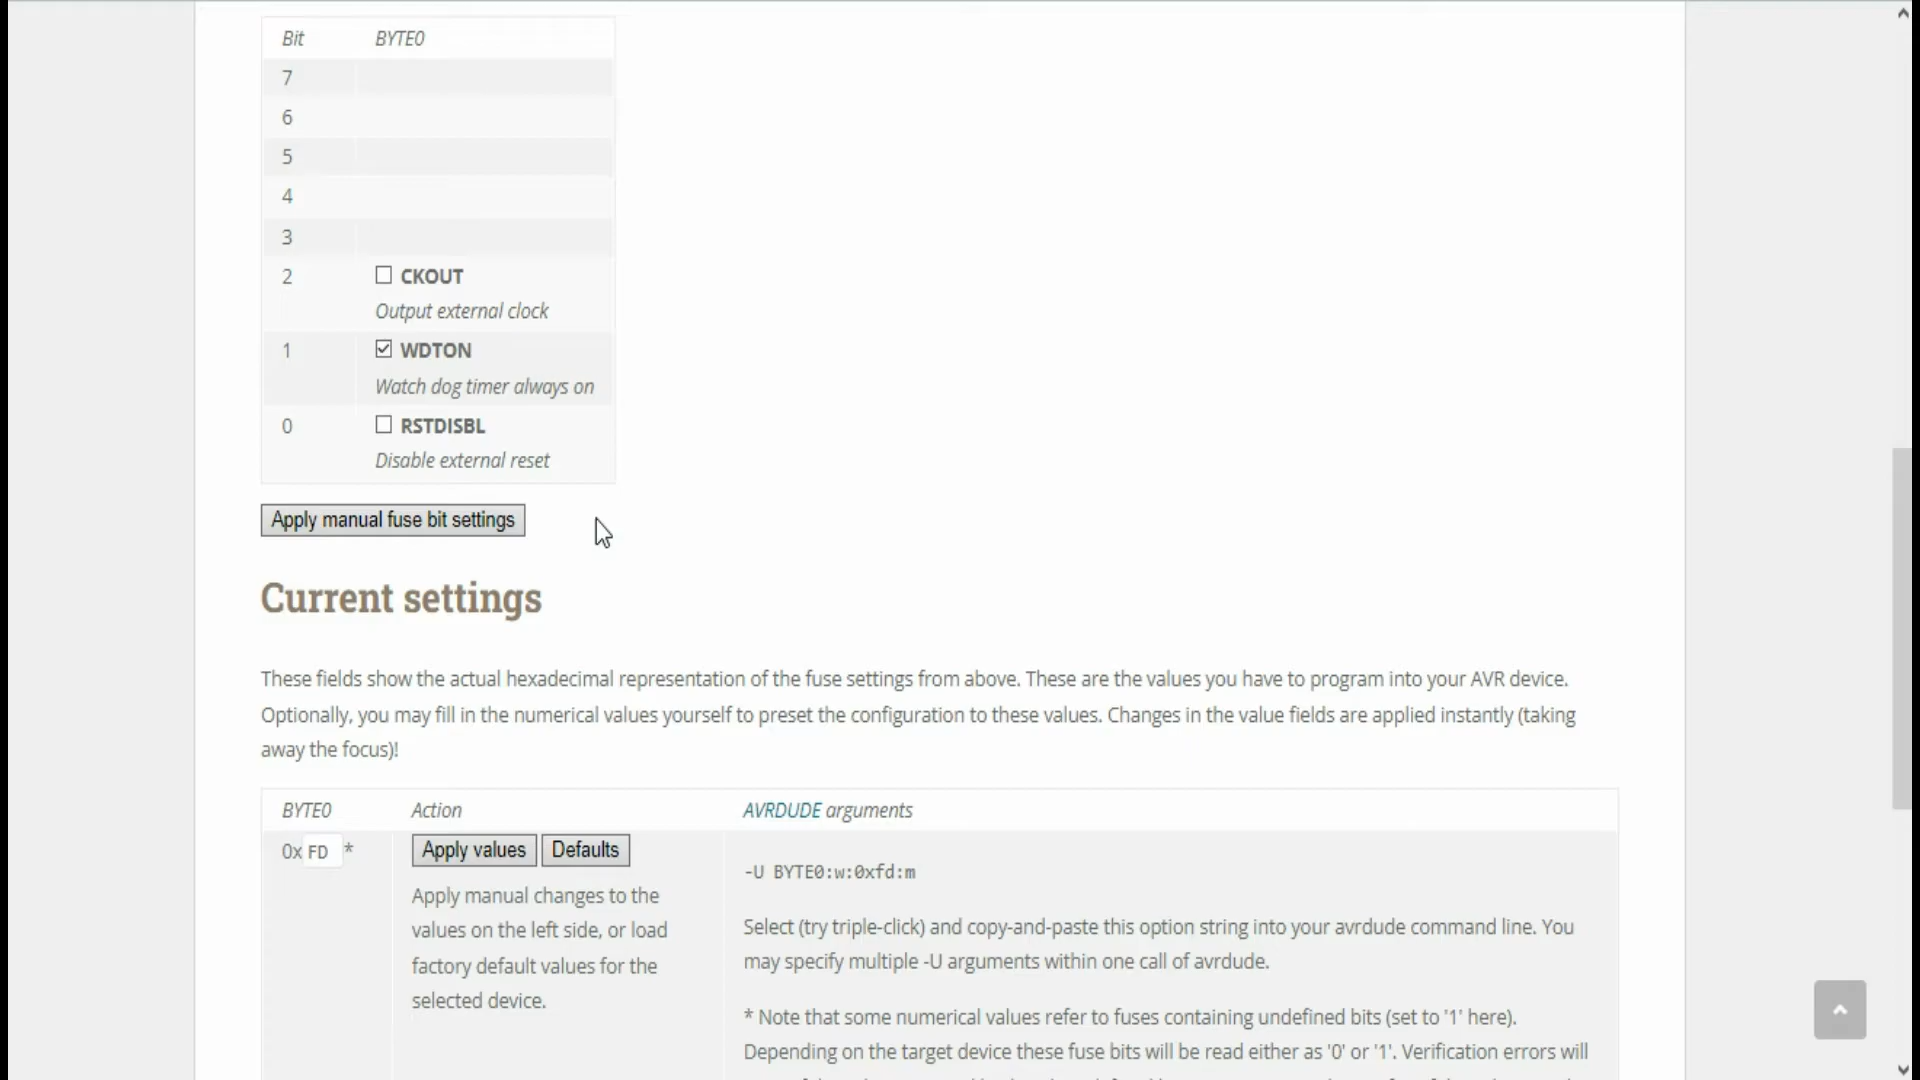 Bit BYTE0
7
6
5
4
3
2 CKOUT
Output external clock
1 WDTON
Watch dog timer always on
0 RSTDISBL
Disable external reset
Apply manual fuse bit settings
Current settings
These fields show the actual hexadecimal representation of the fuse settings from above. These are the values you have to program into your AVR device.
Optionally, you may fill in the numerical values yourself to preset the configuration to these values. Changes in the value fields are applied instantly (taking
away the focus)!
BYTE0 Action AVRDUDE arguments
0x FD * Apply values Defaults
-U BYTE0:w:0xfd:m
Apply manual changes to the
values on the left side, or load
factory default values for the
selected device.
Select (try triple-click) and copy-and-paste this option string into your avrdude command line. You
may specify multiple -U arguments within one call of avrdude.
* Note that some numerical values refer to fuses containing undefined bits (set to '1' here).
Depending on the target device these fuse bits will be read either as '0' or '1'. Verification errors will